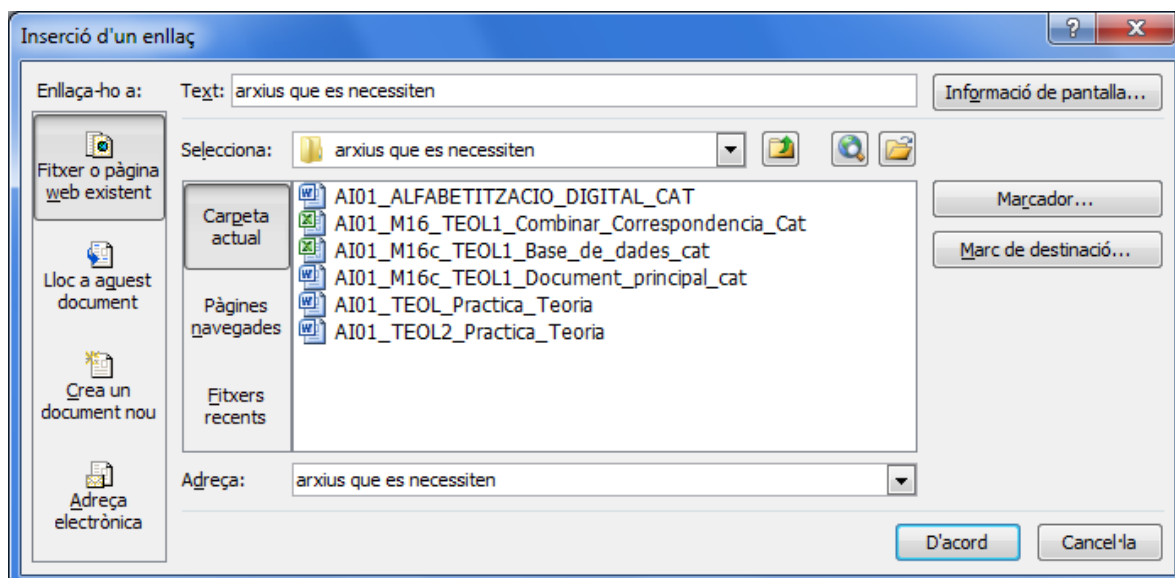 Inserció d'un enllaç
Enllaça-ho a:
Text: arxius que es necessiten
Informació de pantalla...
Fitxer o pàgina
web existent
Selecciona: arxius que es necessiten
Carpeta
actual
AI01_ALFABETITZACIO_DIGITAL_CAT
AI01_M16_TEOL1_Combinar_Correspondencia_Cat
AI01_M16c_TEOL1_Base_de_dades_cat
AI01_M16c_TEOL1_Document_principal_cat
AI01_TEOL_Practica_Teoria
AI01_TEOL2_Practica_Teoria
Marcador...
Marc de destinació...
Lloc a aquest
document
Pàgines
navegades
Crea un
document nou
Fitxers
recents
Adreça
electrònica
Adreça: arxius que es necessiten
D'acord
Cancel·la